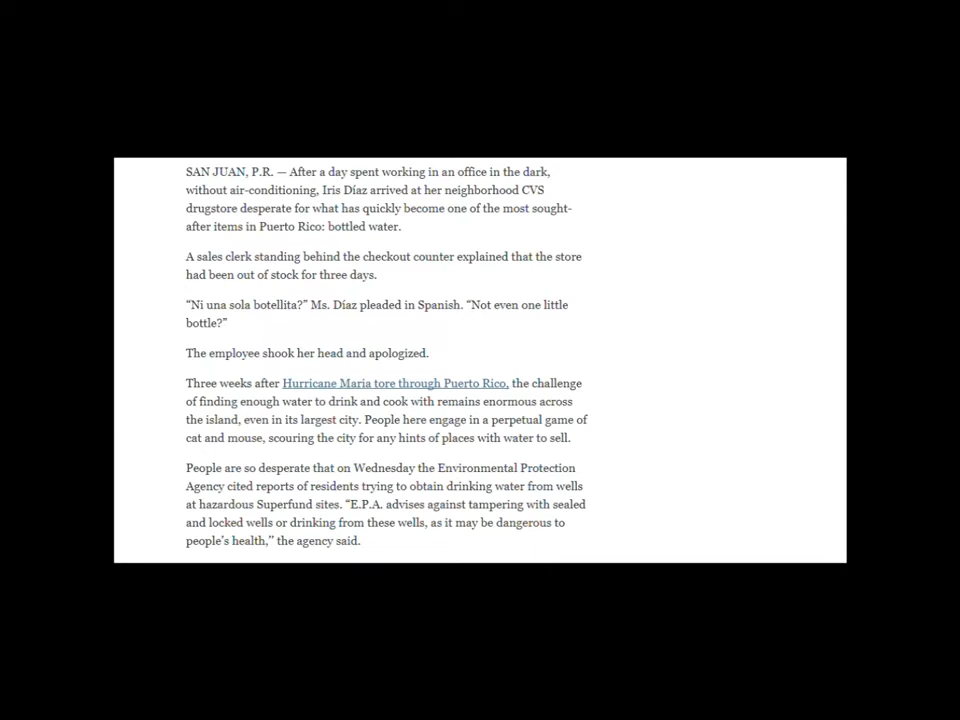 SAN JUAN, P.R. — After a day spent working in an office in the dark,
without air-conditioning, Iris Díaz arrived at her neighborhood CVS
drugstore desperate for what has quickly become one of the most sought-
after items in Puerto Rico: bottled water.
A sales clerk standing behind the checkout counter explained that the store
had been out of stock for three days.
“Ni una sola botellita?” Ms. Díaz pleaded in Spanish. “Not even one little
bottle?”
The employee shook her head and apologized.
Three weeks after Hurricane Maria tore through Puerto Rico, the challenge
of finding enough water to drink and cook with remains enormous across
the island, even in its largest city. People here engage in a perpetual game of
cat and mouse, scouring the city for any hints of places with water to sell.
People are so desperate that on Wednesday the Environmental Protection
Agency cited reports of residents trying to obtain drinking water from wells
at hazardous Superfund sites. “E.P.A. advises against tampering with sealed
and locked wells or drinking from these wells, as it may be dangerous to
people’s health,” the agency said.